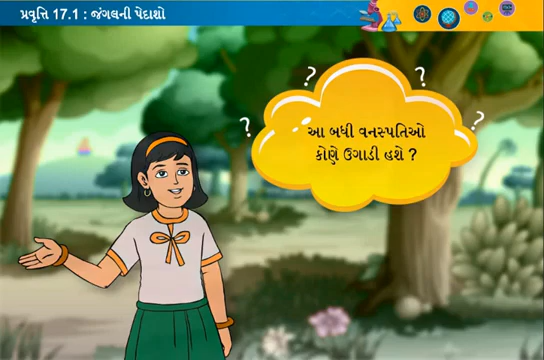 પ્રવૃત્તિ 17.1 : જંગલની પેદાશો
આ બધી વનસ્પતિઓ
કોણે ઉગાડી હશે ?
? ? ? ?